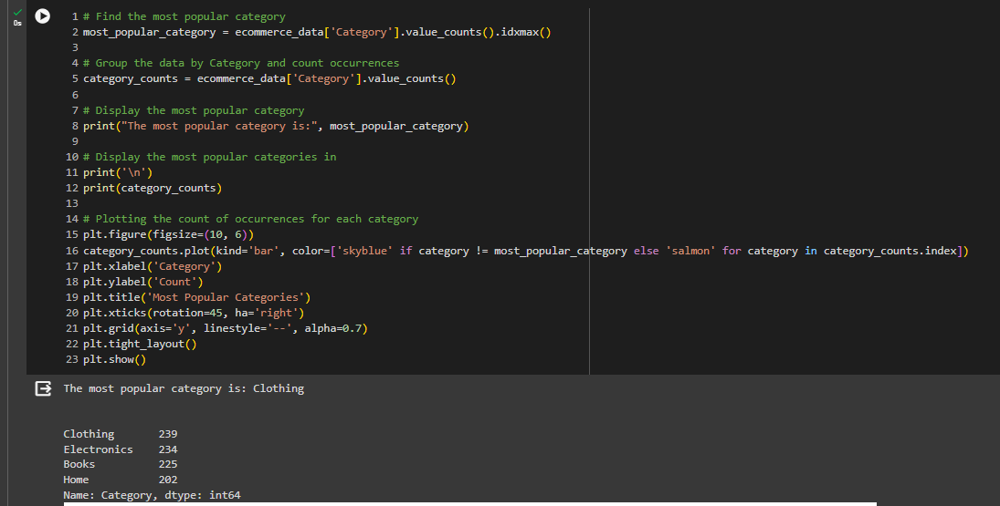 0s
1 # Find the most popular category
2 most_popular_category = ecommerce_data['Category'].value_counts().idxmax()
3
4 # Group the data by Category and count occurrences
5 category_counts = ecommerce_data['Category'].value_counts()
6
7 # Display the most popular category
8 print("The most popular category is:", most_popular_category)
9
10 # Display the most popular categories in
11 print('\n')
12 print(category_counts)
13
14 # Plotting the count of occurrences for each category
15 plt.figure(figsize=(10, 6))
16 category_counts.plot(kind='bar', color=['skyblue' if category != most_popular_category else 'salmon' for category in category_counts.index])
17 plt.xlabel('Category')
18 plt.ylabel('Count')
19 plt.title('Most Popular Categories')
20 plt.xticks(rotation=45, ha='right')
21 plt.grid(axis='y', linestyle='--', alpha=0.7)
22 plt.tight_layout()
23 plt.show()
The most popular category is: Clothing
Clothing 239
Electronics 234
Books 225
Home 202
Name: Category, dtype: int64